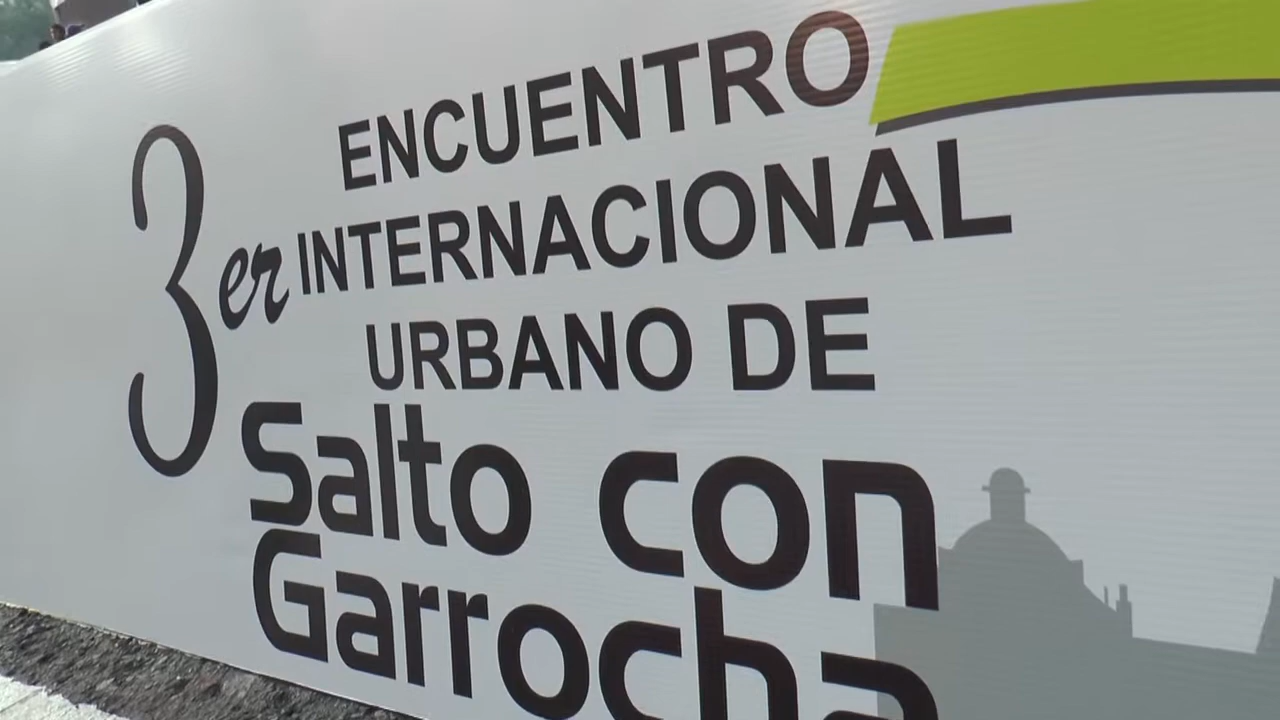 ENCUENTRO
3er INTERNACIONAL
URBANO DE
Salto con
Garrocha